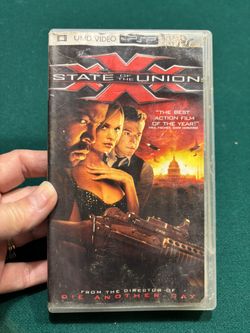 UMD VIDEO PSP
XXX
STATE OF THE UNION
"THE BEST
ACTION FILM
OF THE YEAR!"
FROM THE DIRECTOR OF
DIE ANOTHER DAY